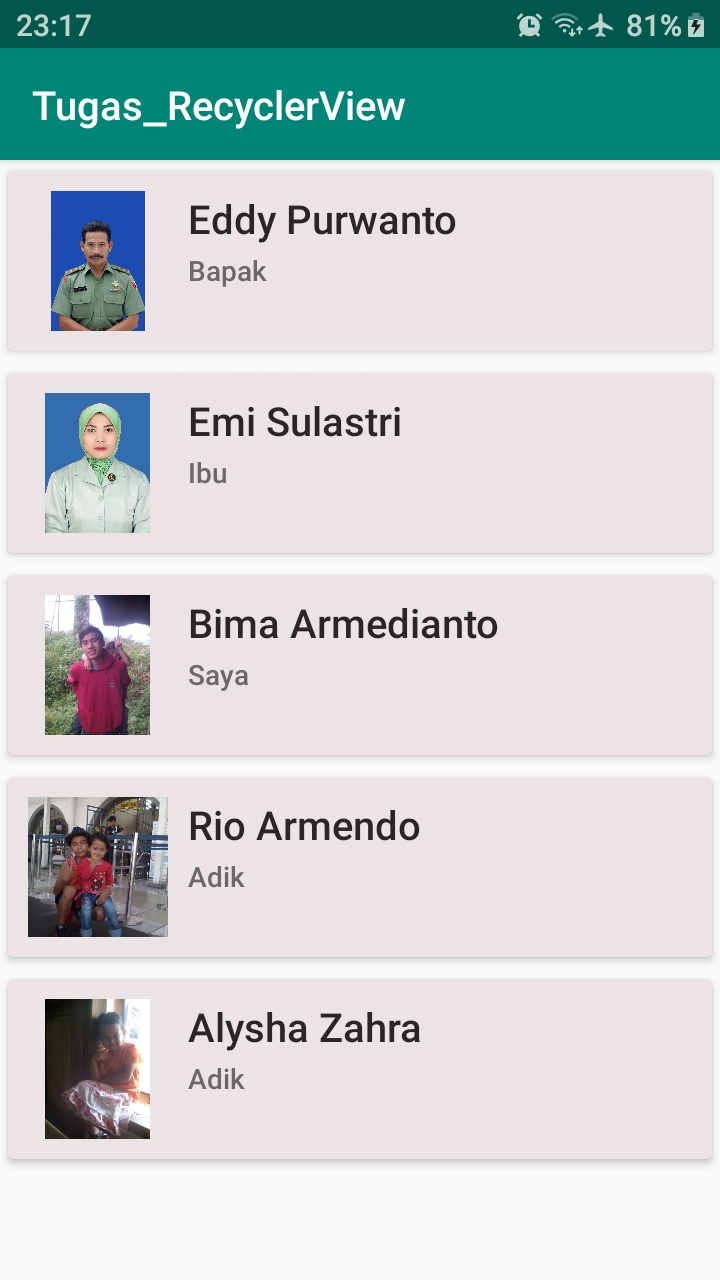 23:17
81%
Tugas_RecyclerView
Eddy Purwanto
Bapak
Emi Sulastri
Ibu
Bima Armedianto
Saya
Rio Armendo
Adik
Alysha Zahra
Adik